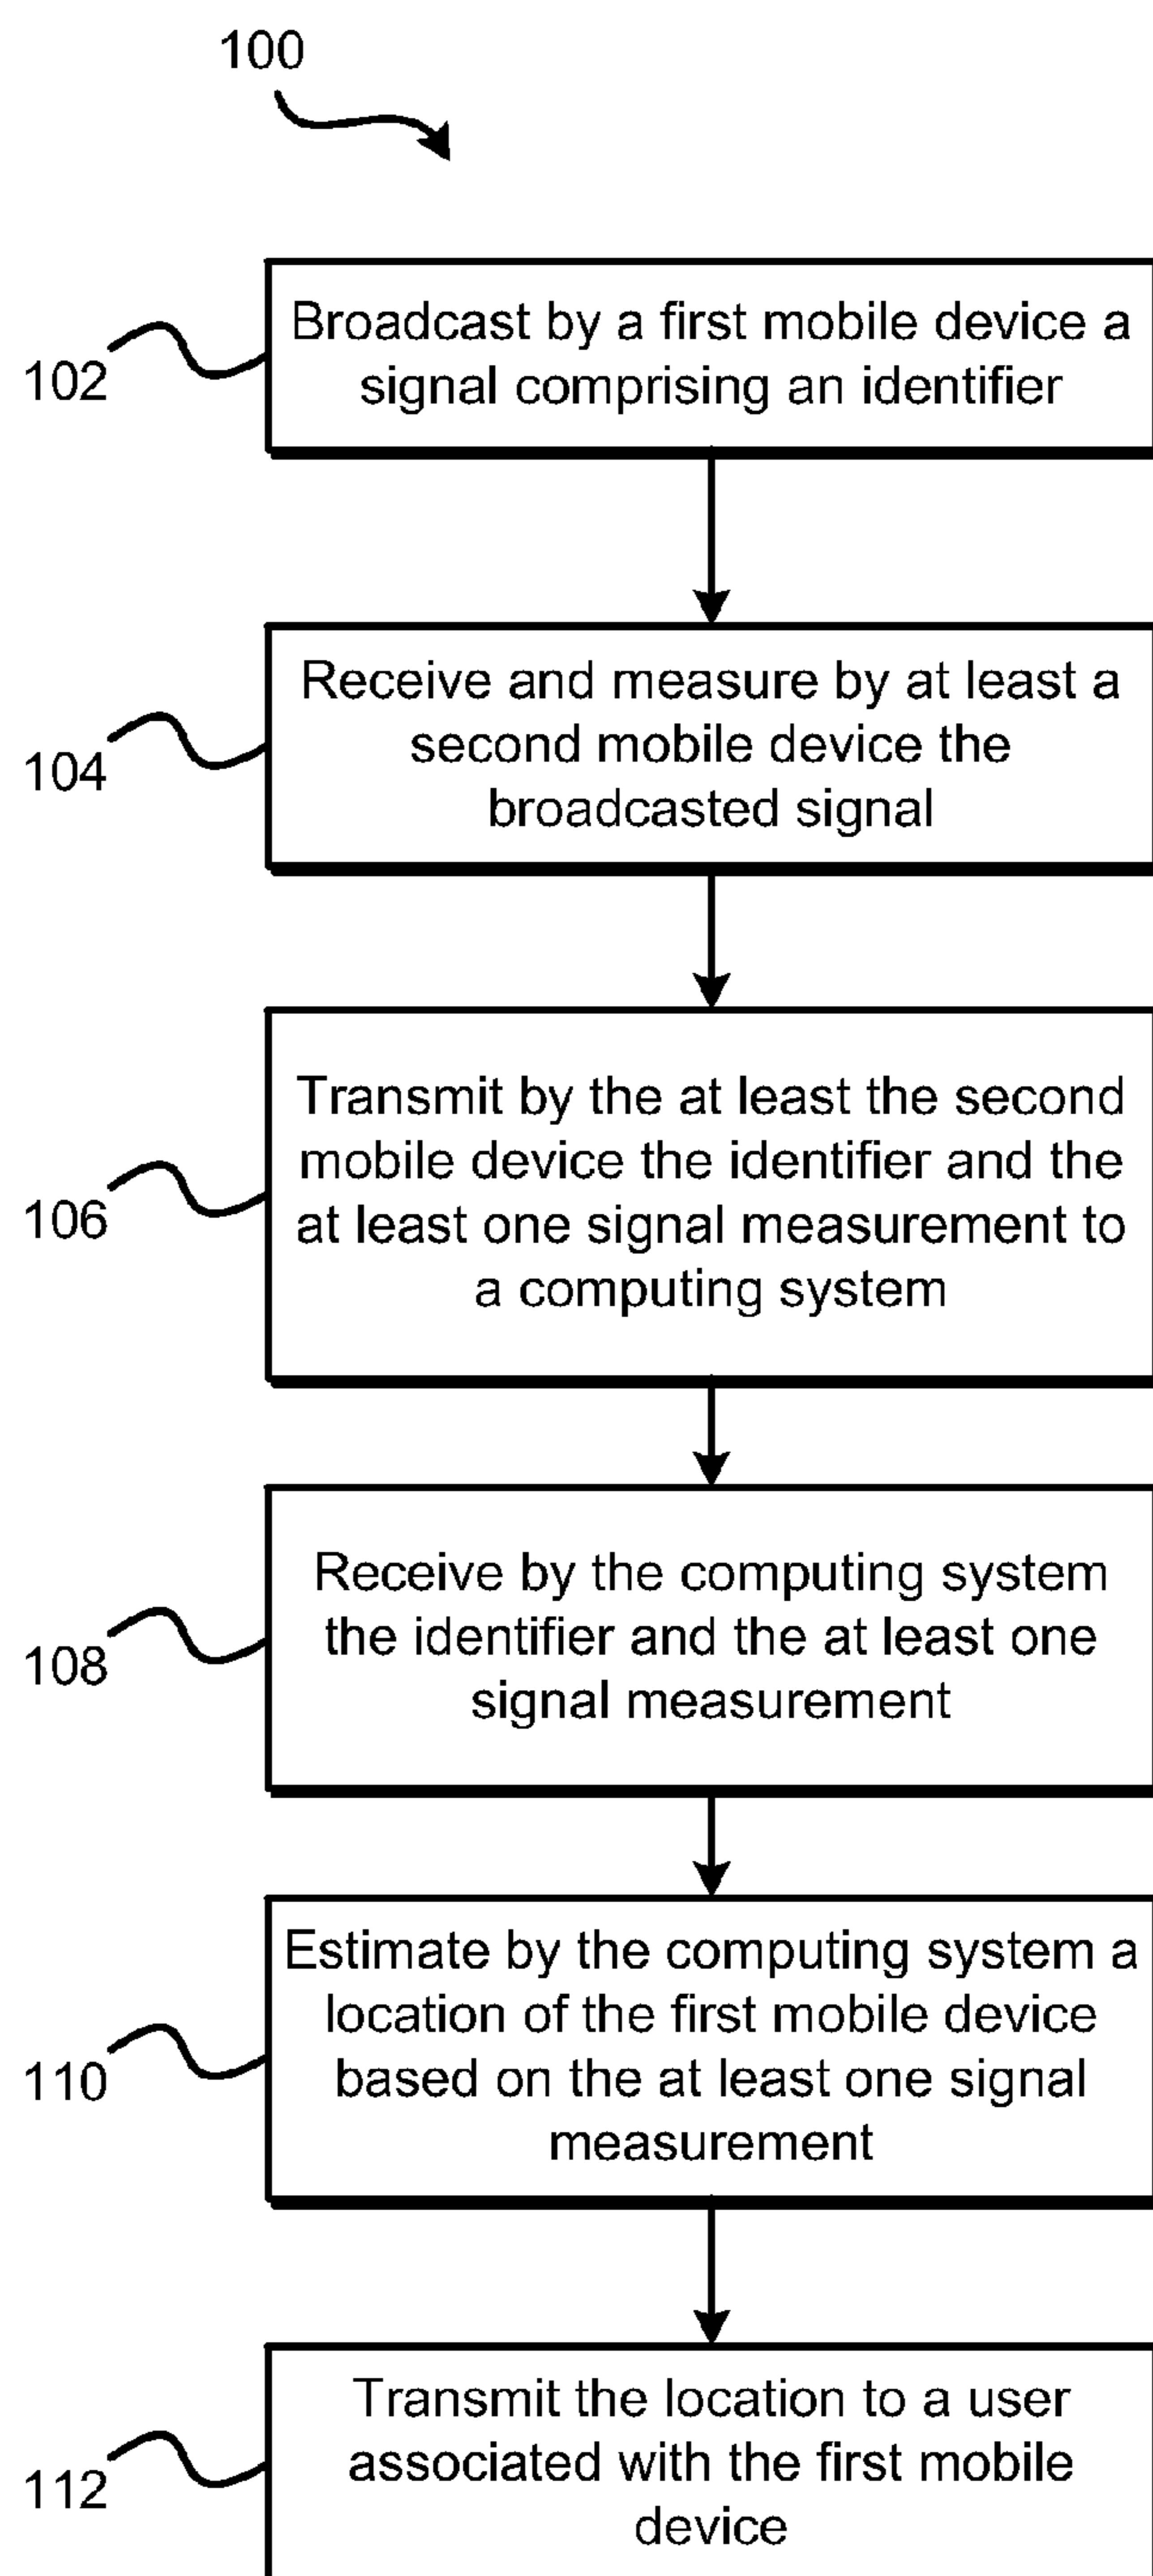 100
Broadcast by a first mobile device a
signal comprising an identifier
102
Receive and measure by at least a
second mobile device the
broadcasted signal
104
Transmit by the at least the second
mobile device the identifier and the
at least one signal measurement to
a computing system
106
Receive by the computing system
the identifier and the at least one
signal measurement
108
Estimate by the computing system a
location of the first mobile device
based on the at least one signal
measurement
110
Transmit the location to a user
associated with the first mobile
device
112